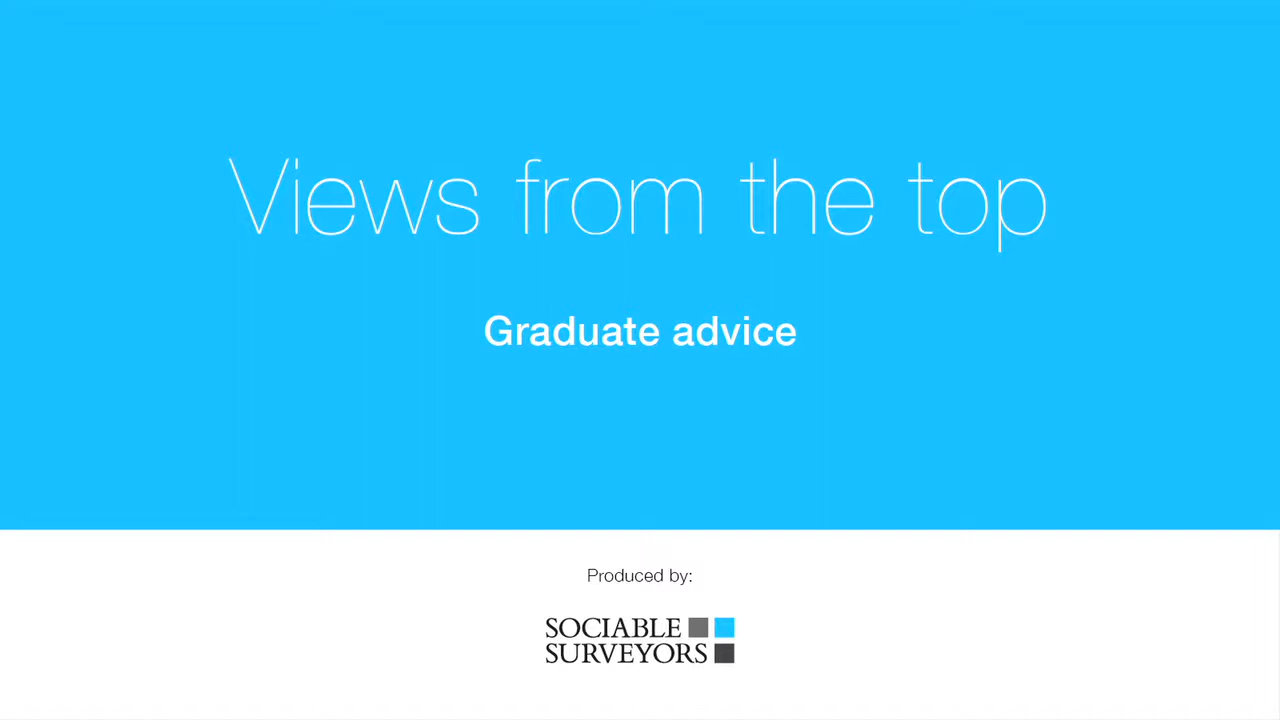 Views from the top
Graduate advice
Produced by:
SOCIABLE
SURVEYORS